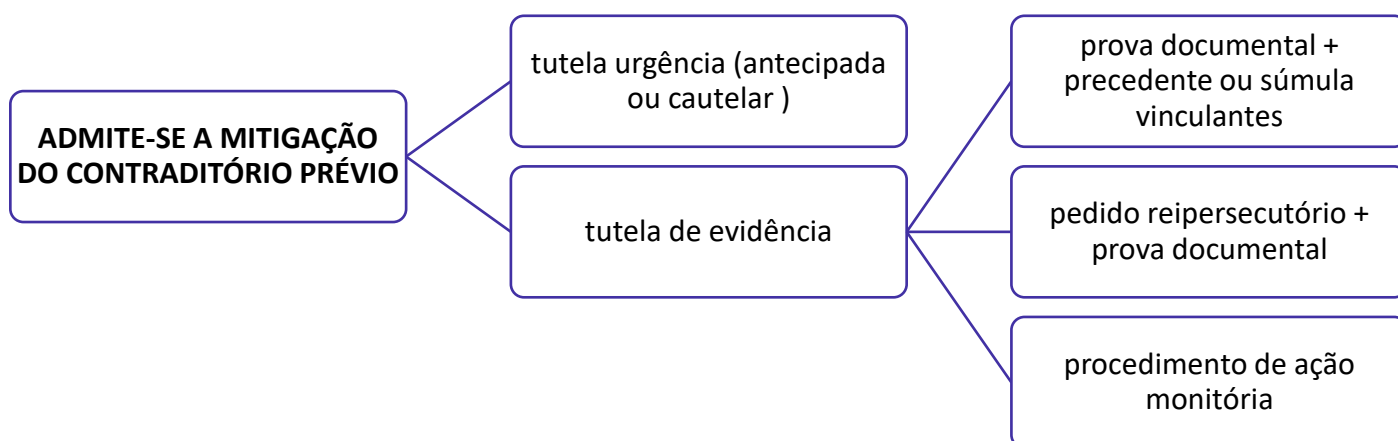 ADMITE-SE A MITIGAÇÃO
DO CONTRADITÓRIO PRÉVIO
tutela urgência (antecipada
ou cautelar )
tutela de evidência
prova documental +
precedente ou súmula
vinculantes
pedido reipersecutório +
prova documental
procedimento de ação
monitória